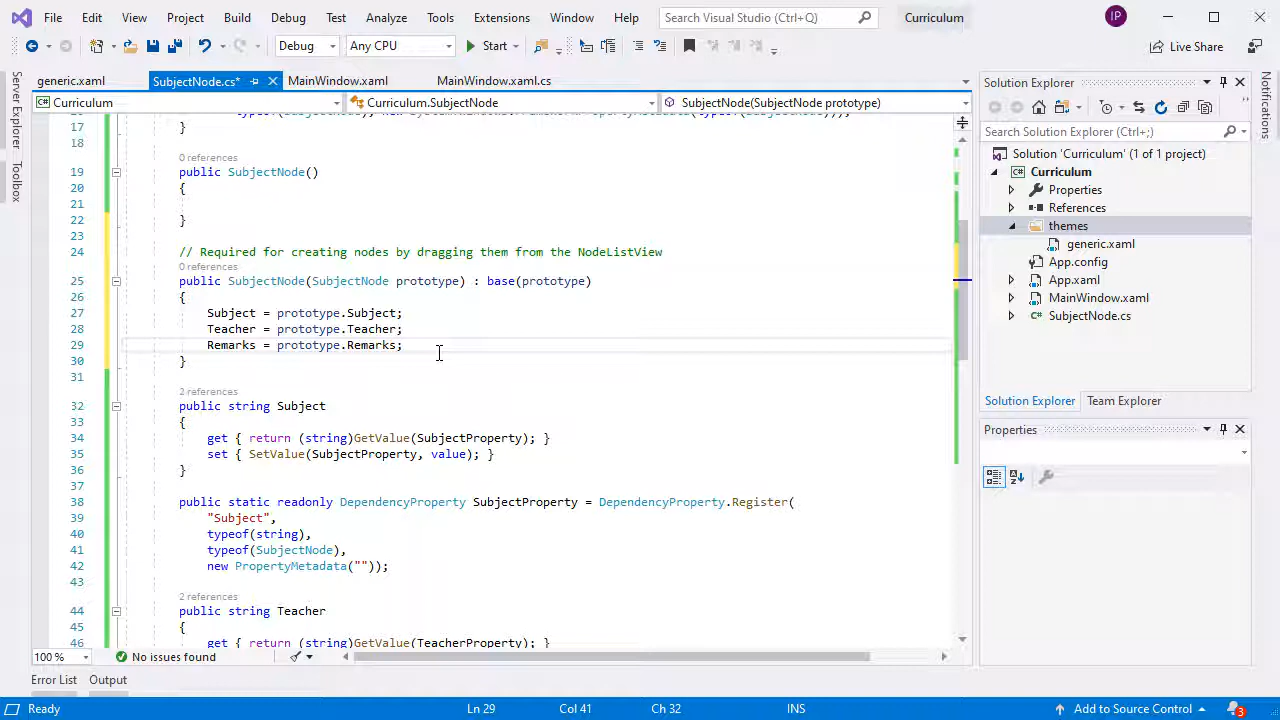 File Edit View Project Build Debug Test Analyze Tools Extensions Window Help Search Visual Studio (Ctrl+Q) Curriculum IP
Debug Any CPU Start Live Share
generic.xaml SubjectNode.cs* MainWindow.xaml MainWindow.xaml.cs
Curriculum Curriculum.SubjectNode SubjectNode(SubjectNode prototype)
Server Explorer
Toolbox
17 }
18
0 references
19 public SubjectNode()
20 {
21
22 }
23
24 // Required for creating nodes by dragging them from the NodeListView
0 references
25 public SubjectNode(SubjectNode prototype) : base(prototype)
26 {
27 Subject = prototype.Subject;
28 Teacher = prototype.Teacher;
29 Remarks = prototype.Remarks;
30 }
31
2 references
32 public string Subject
33 {
34 get { return (string)GetValue(SubjectProperty); }
35 set { SetValue(SubjectProperty, value); }
36 }
37
38 public static readonly DependencyProperty SubjectProperty = DependencyProperty.Register(
39 "Subject",
40 typeof(string),
41 typeof(SubjectNode),
42 new PropertyMetadata(""));
43
2 references
44 public string Teacher
45 {
46 get { return (string)GetValue(TeacherProperty); }
100 % No issues found
Solution Explorer
Search Solution Explorer (Ctrl+;)
Solution 'Curriculum' (1 of 1 project)
Curriculum
Properties
References
themes
generic.xaml
App.config
App.xaml
MainWindow.xaml
SubjectNode.cs
Solution Explorer Team Explorer
Properties
Notifications
Error List Output
Ready Ln 29 Col 41 Ch 32 INS Add to Source Control 3